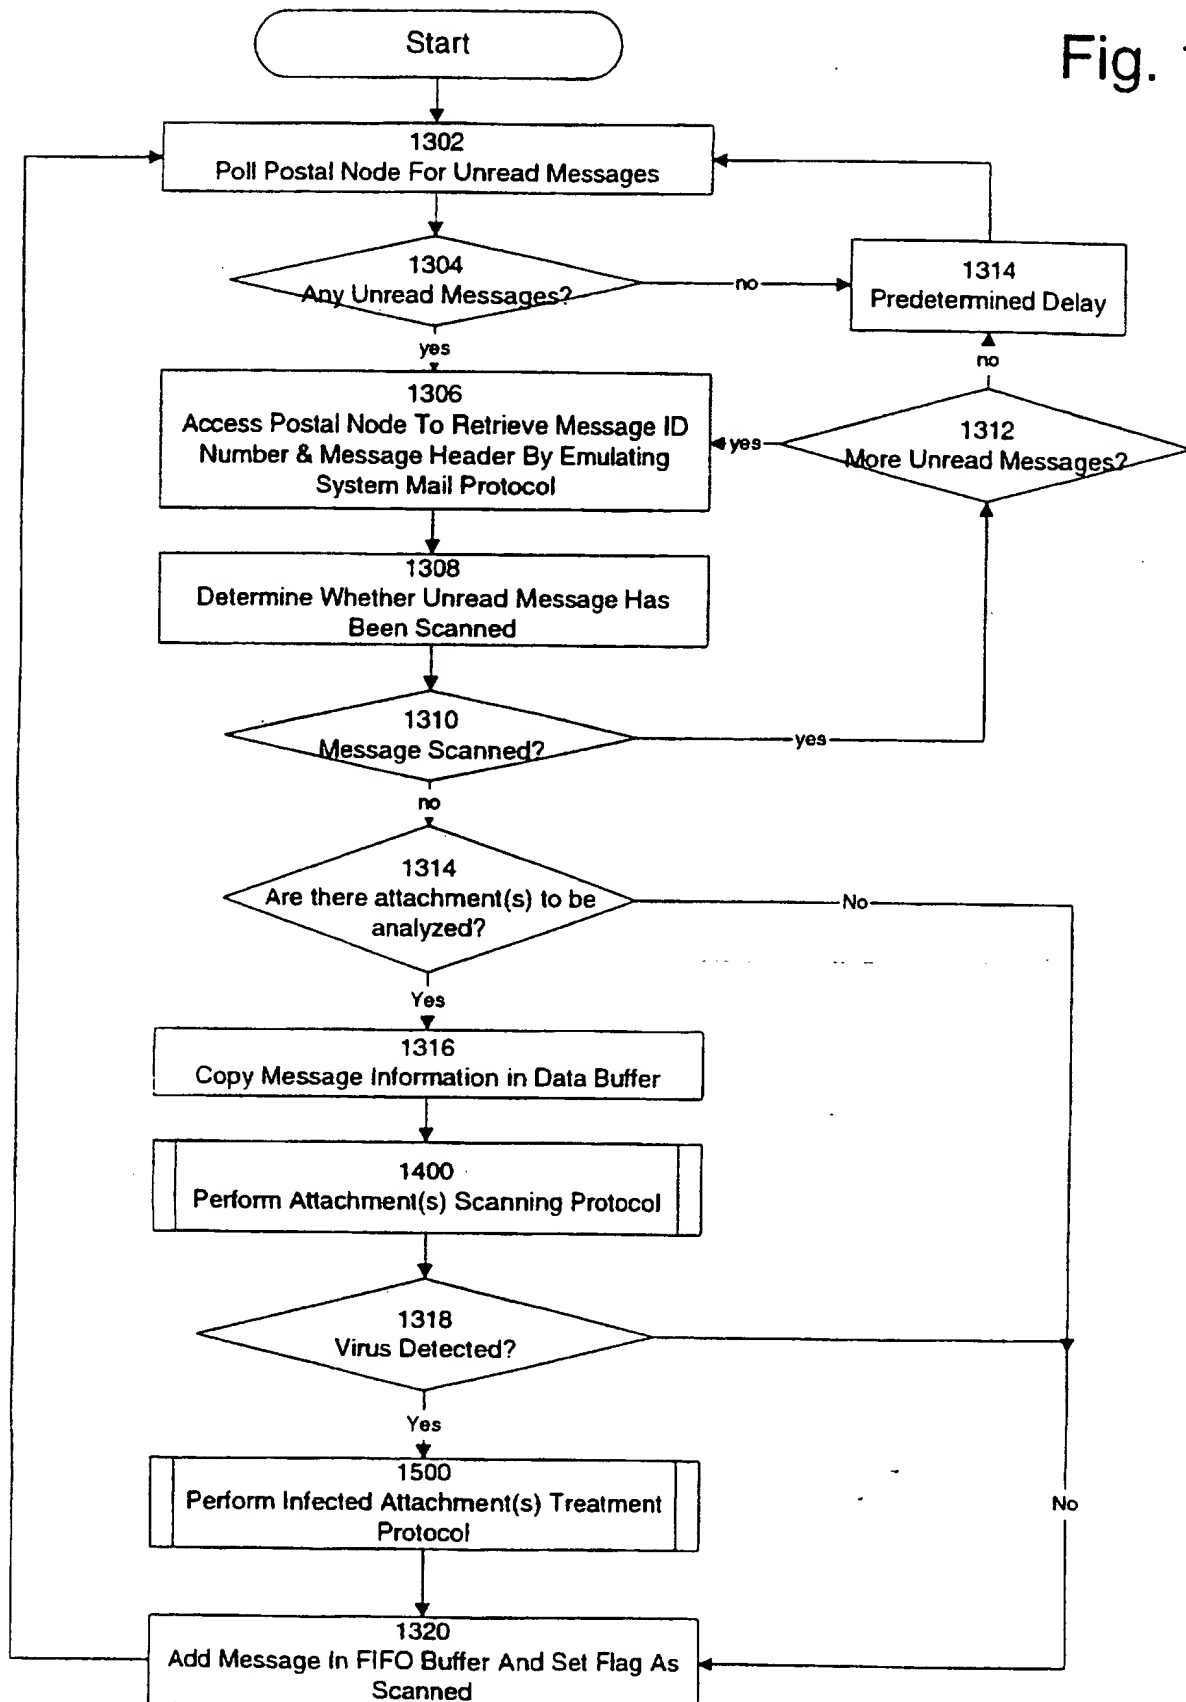 Start
Fig.
1302
Poll Postal Node For Unread Messages
1304
Any Unread Messages?
no
1314
Predetermined Delay
yes
no
1306
Access Postal Node To Retrieve Message ID
Number & Message Header By Emulating
System Mail Protocol
yes
1312
More Unread Messages?
1308
Determine Whether Unread Message Has
Been Scanned
1310
Message Scanned?
yes
no
1314
Are there attachment(s) to be
analyzed?
No
Yes
1316
Copy Message Information in Data Buffer
1400
Perform Attachment(s) Scanning Protocol
1318
Virus Detected?
Yes
1500
Perform Infected Attachment(s) Treatment
Protocol
No
1320
Add Message In FIFO Buffer And Set Flag As
Scanned